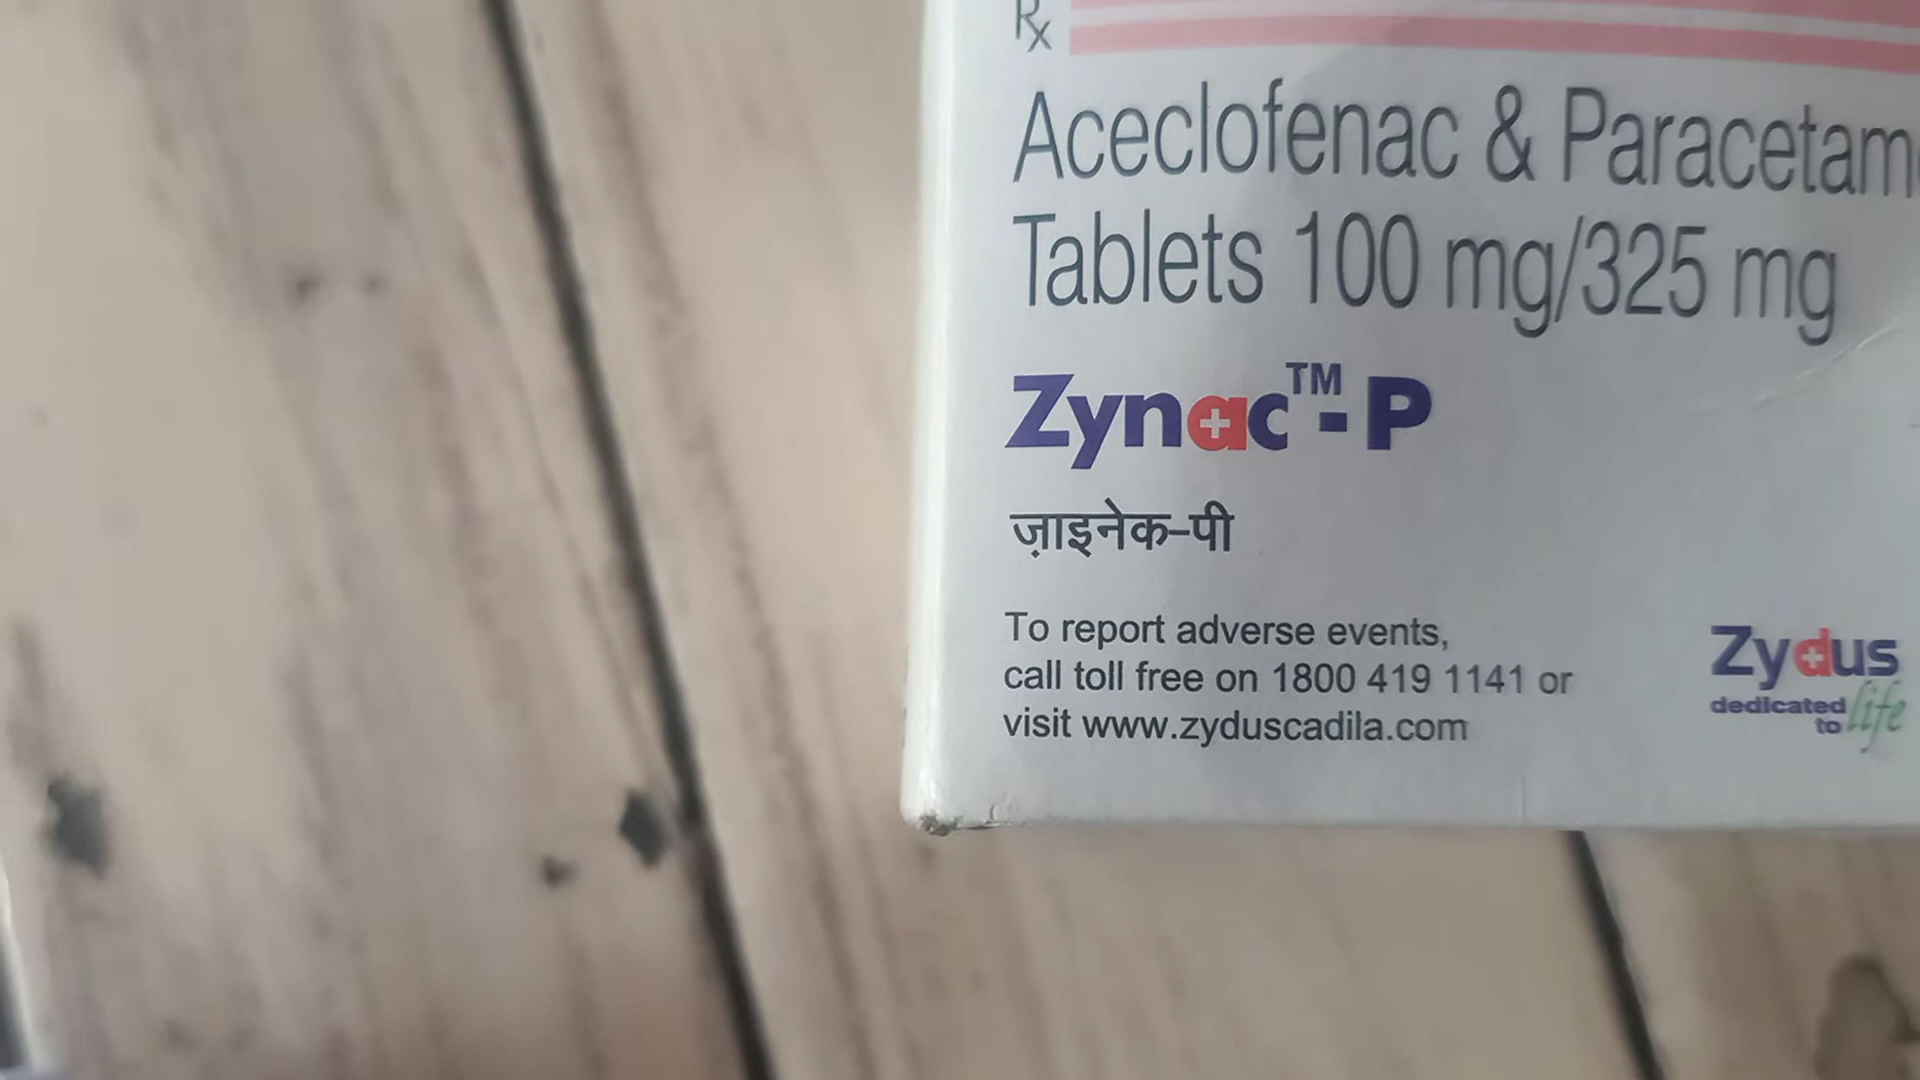 Rx
Aceclofenac & Paracetam
Tablets 100 mg/325 mg
Zynac™-P
ज़ाइनेक-पी
To report adverse events,
call toll free on 1800 419 1141 or
visit www.zyduscadila.com
Zydus
dedicated
to life